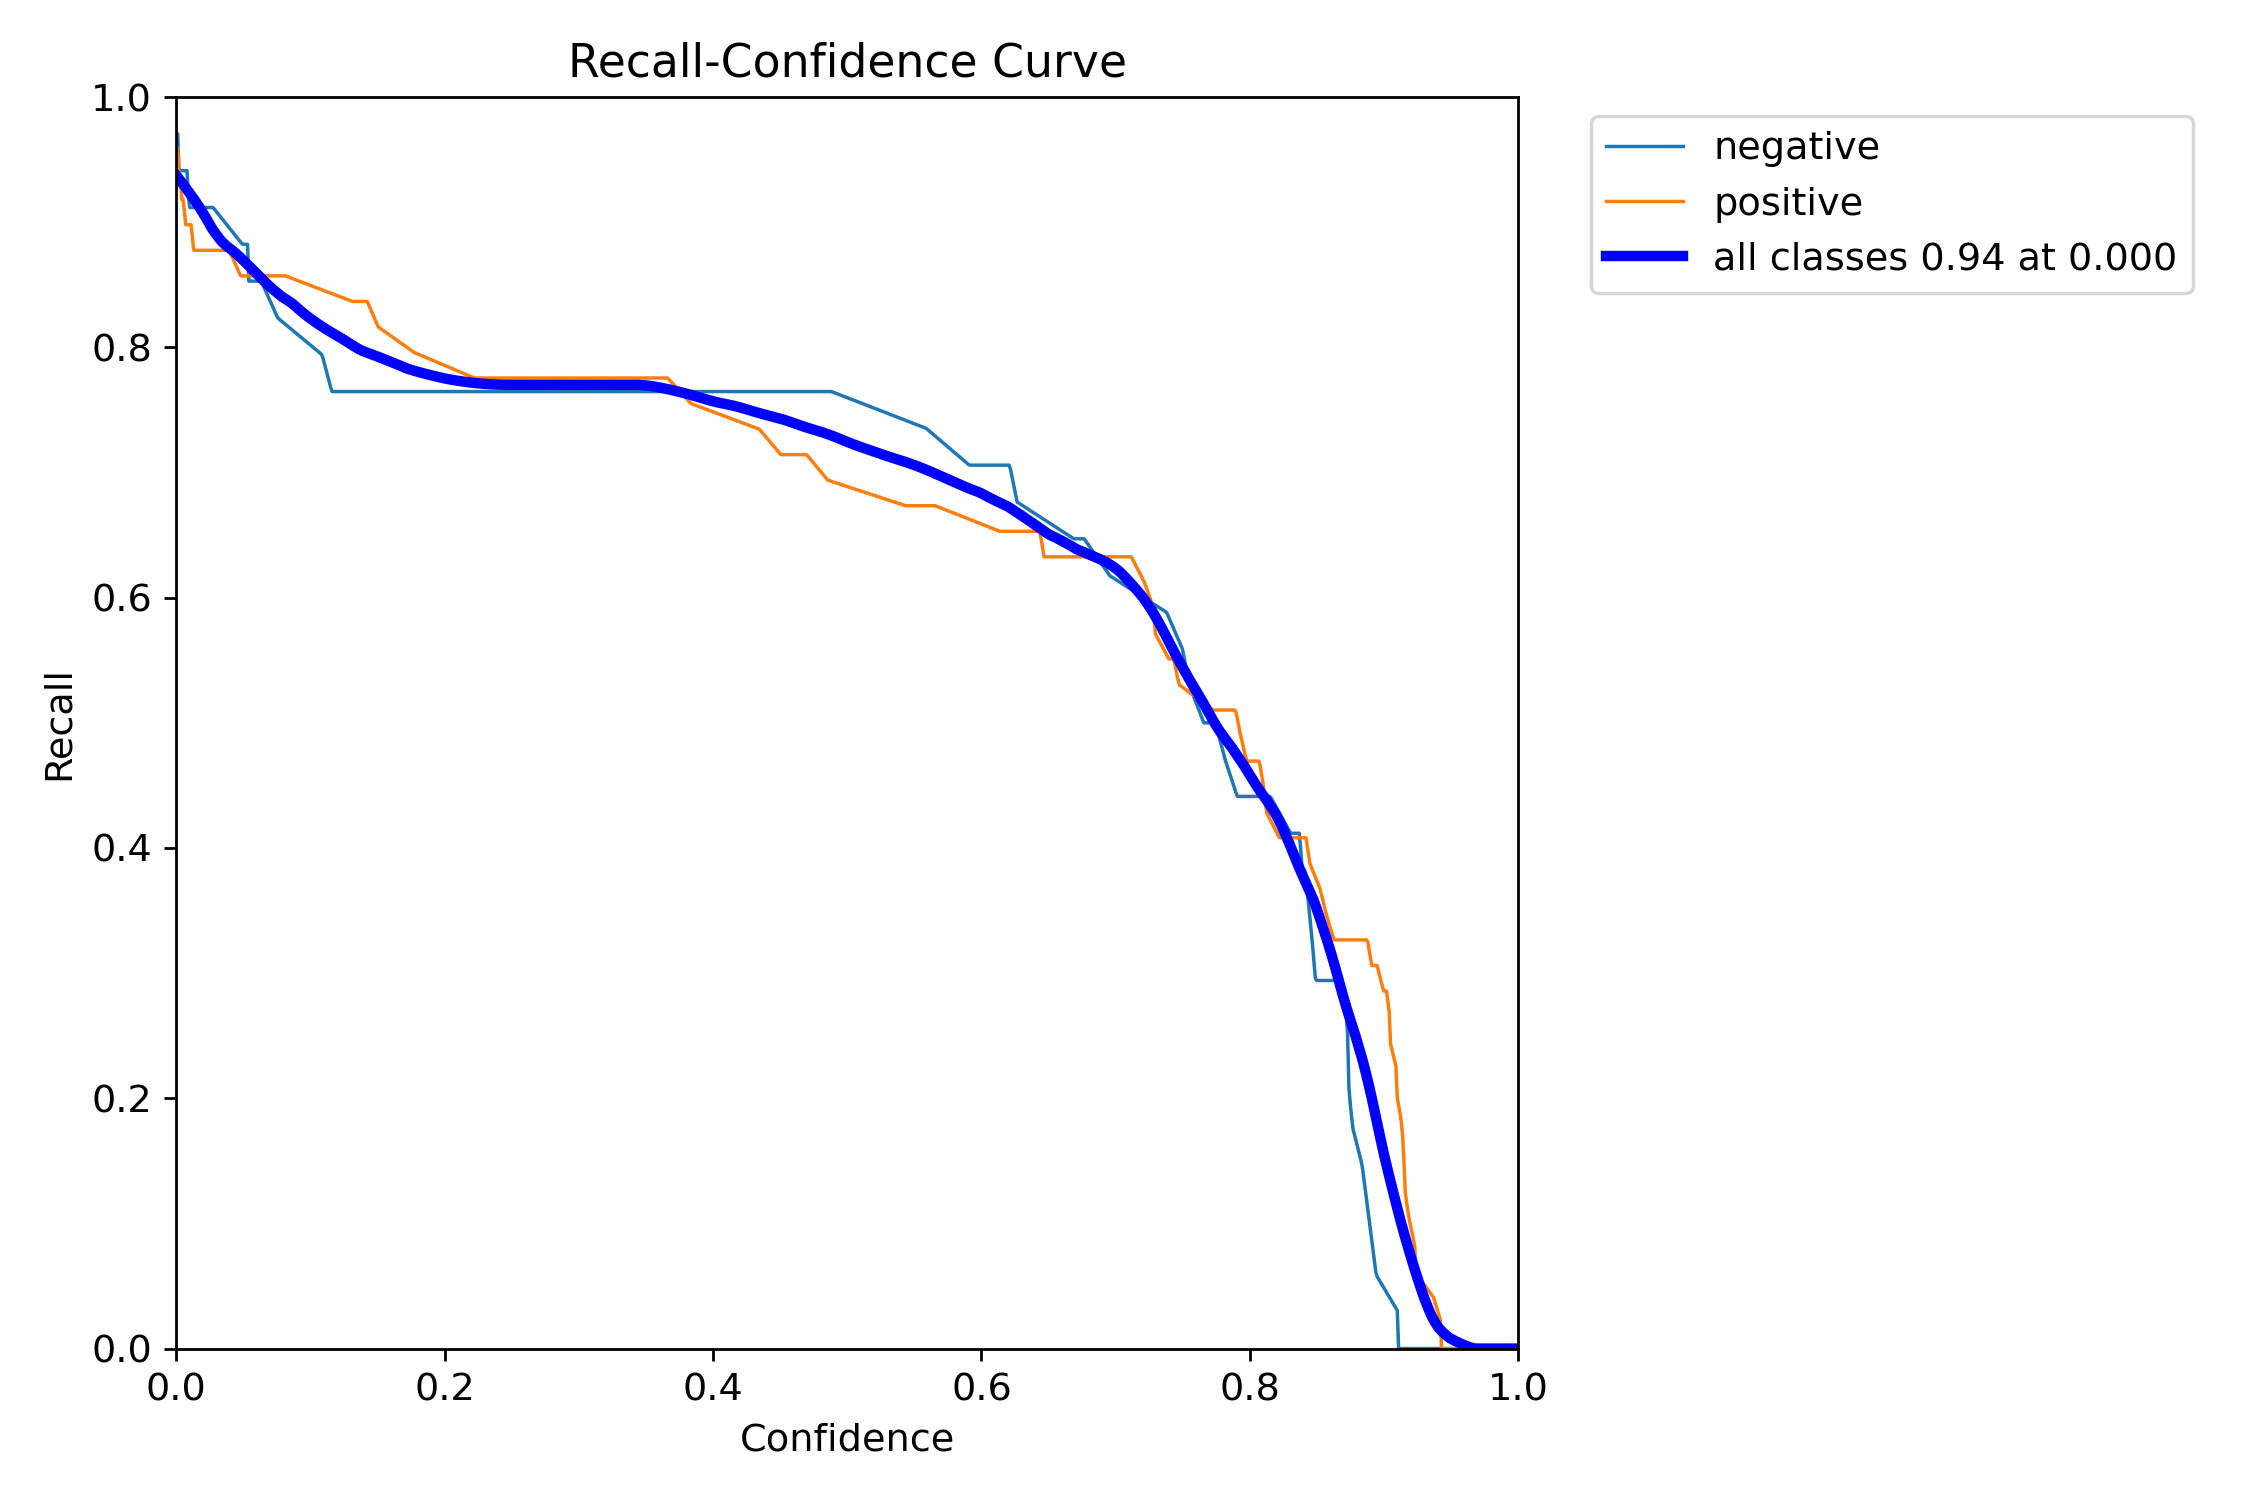 Recall-Confidence Curve
1.0
0.8
0.6
0.4
0.2
0.0
Recall
0.0 0.2 0.4 0.6 0.8 1.0
Confidence
negative
positive
all classes 0.94 at 0.000